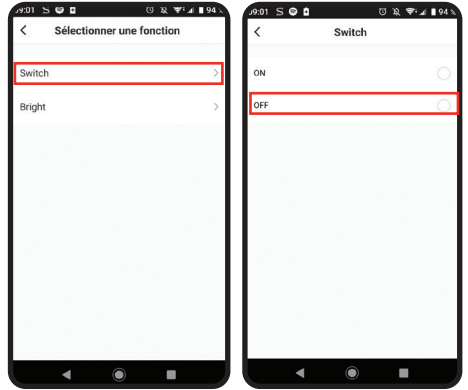 09:01 94 %
Sélectionner une fonction
Switch
Bright
09:01 94 %
Switch
ON
OFF